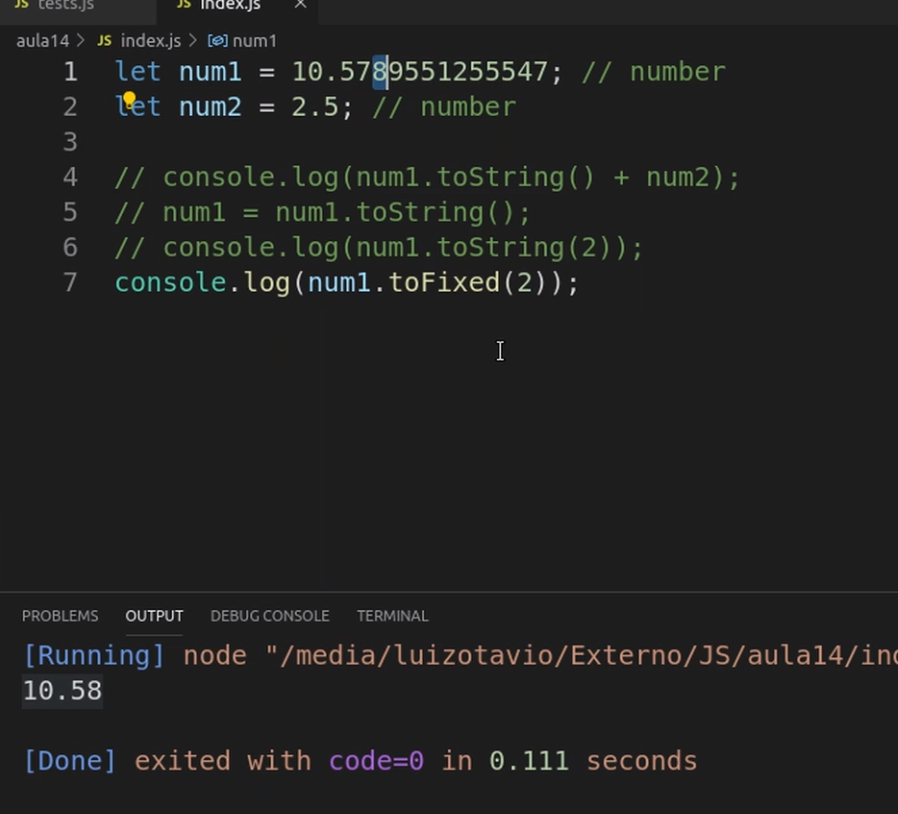 JS tests.js JS index.js ×
aula14 > JS index.js > num1
1 let num1 = 10.5789551255547; // number
2 let num2 = 2.5; // number
3
4 // console.log(num1.toString() + num2);
5 // num1 = num1.toString();
6 // console.log(num1.toString(2));
7 console.log(num1.toFixed(2));
PROBLEMS OUTPUT DEBUG CONSOLE TERMINAL
[Running] node "/media/luizotavio/Externo/JS/aula14/ind
10.58
[Done] exited with code=0 in 0.111 seconds